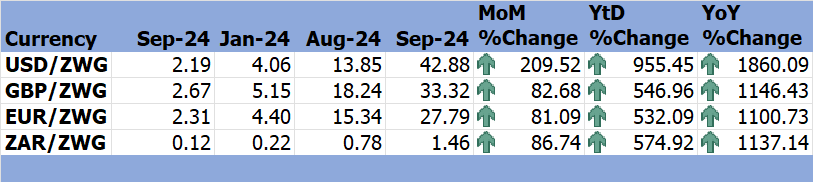 MoM YtD YoY
Currency Sep-24 Jan-24 Aug-24 Sep-24 %Change %Change %Change
USD/ZWG 2.19 4.06 13.85 42.88 209.52 955.45 1860.09
GBP/ZWG 2.67 5.15 18.24 33.32 82.68 546.96 1146.43
EUR/ZWG 2.31 4.40 15.34 27.79 81.09 532.09 1100.73
ZAR/ZWG 0.12 0.22 0.78 1.46 86.74 574.92 1137.14